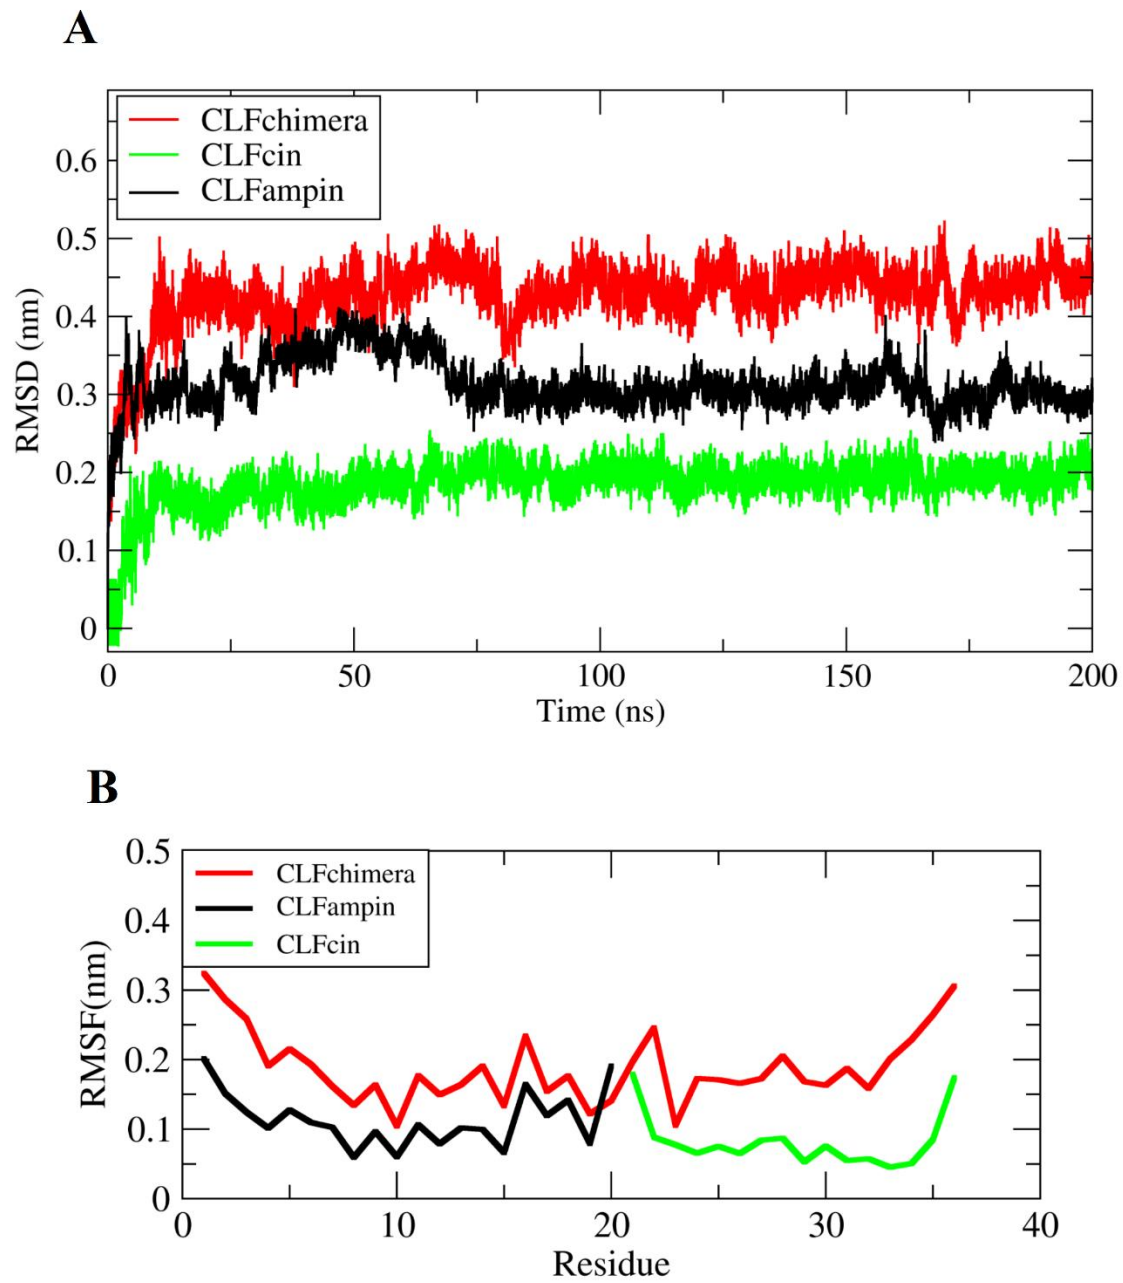 A
CLFchimera
CLFcin
CLFampin
RMSD (nm)
0.6
0.5
0.4
0.3
0.2
0.1
0
0 50 100 150 200
Time (ns)
B
CLFchimera
CLFampin
CLFcin
RMSF(nm)
0.5
0.4
0.3
0.2
0.1
0
0 10 20 30 40
Residue